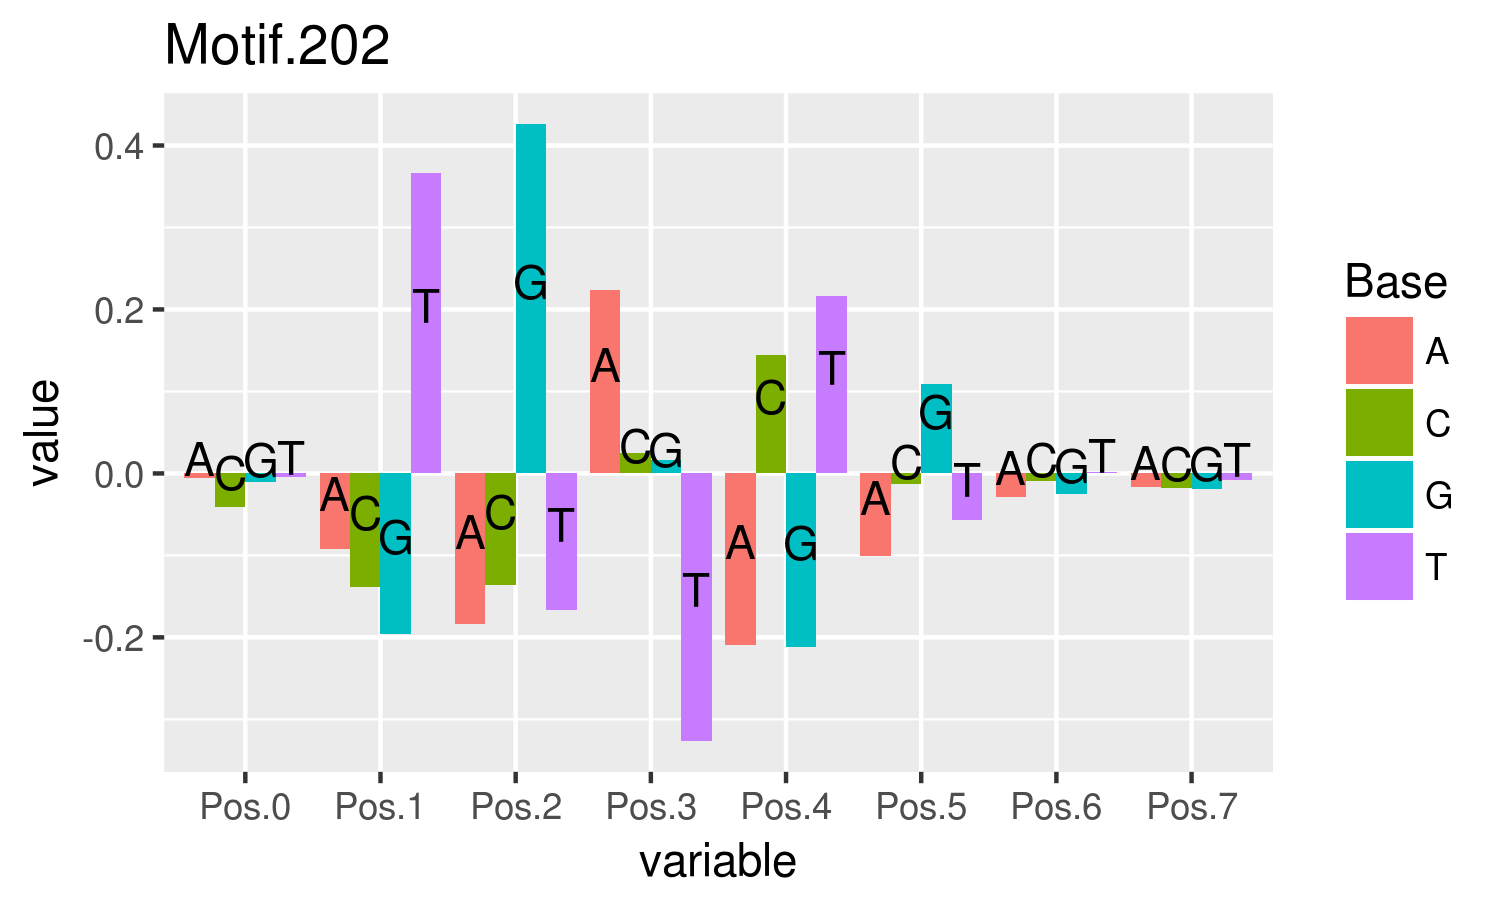 Motif.202
0.4
0.2
0.0
-0.2
value
A C G T A C G T A C G T A C G T A C G T A C G T A C G T A C G T
Pos.0 Pos.1 Pos.2 Pos.3 Pos.4 Pos.5 Pos.6 Pos.7
variable
Base
A
C
G
T